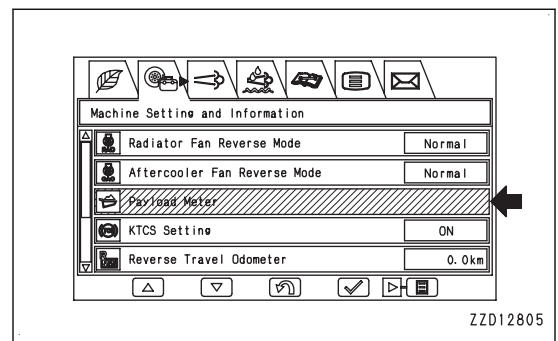 Machine Setting and Information
Radiator Fan Reverse Mode Normal
Aftercooler Fan Reverse Mode Normal
Payload Meter
KTCS Setting ON
Reverse Travel Odometer 0.0km
ZZD12805